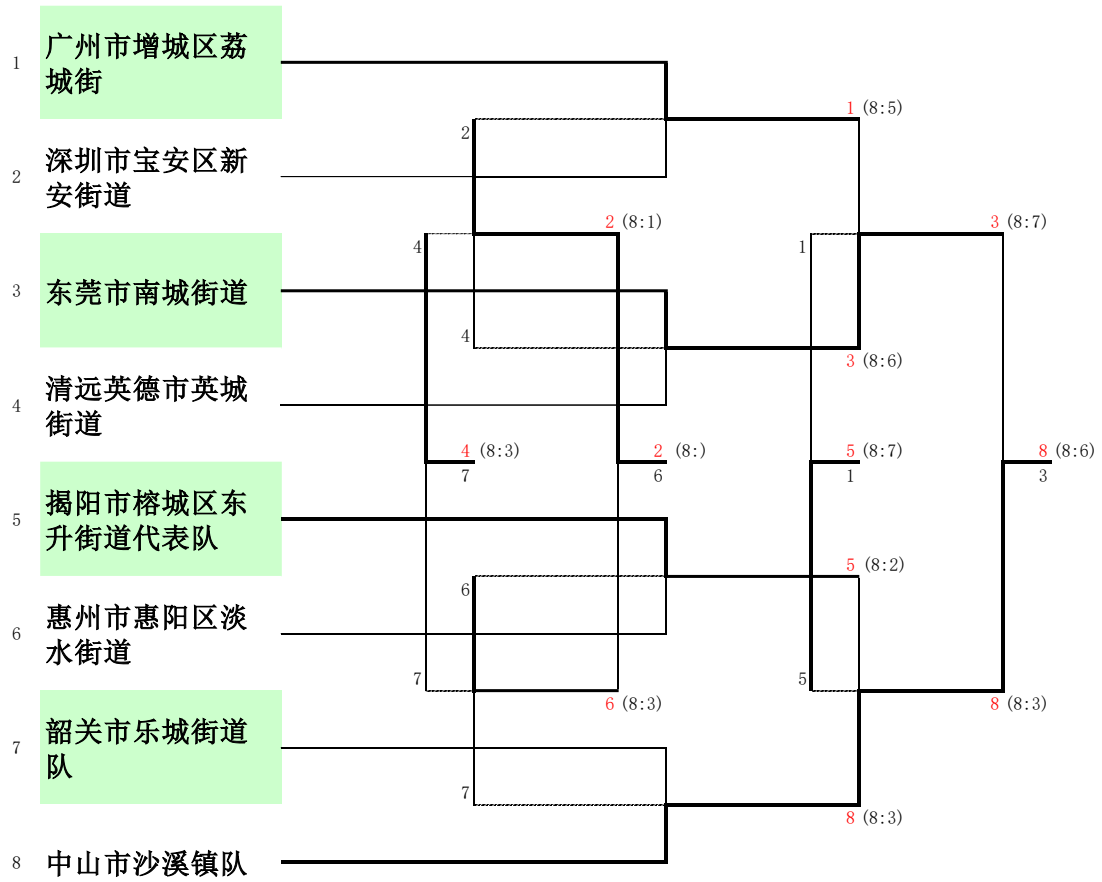 1 广州市增城区荔
城街
1 (8:5)
2
深圳市宝安区新
2 安街道
2 (8:1)
3 (8:7)
4
1
3 东莞市南城街道
4
3 (8:6)
清远英德市英城
4 街道
4 (8:3)
2 (8:)
5 (8:7)
8 (8:6)
7
6
1
3
揭阳市榕城区东
5 升街道代表队
5 (8:2)
6
惠州市惠阳区淡
6 水街道
7
5
6 (8:3)
8 (8:3)
韶关市乐城街道
7 队
7
8 (8:3)
8 中山市沙溪镇队